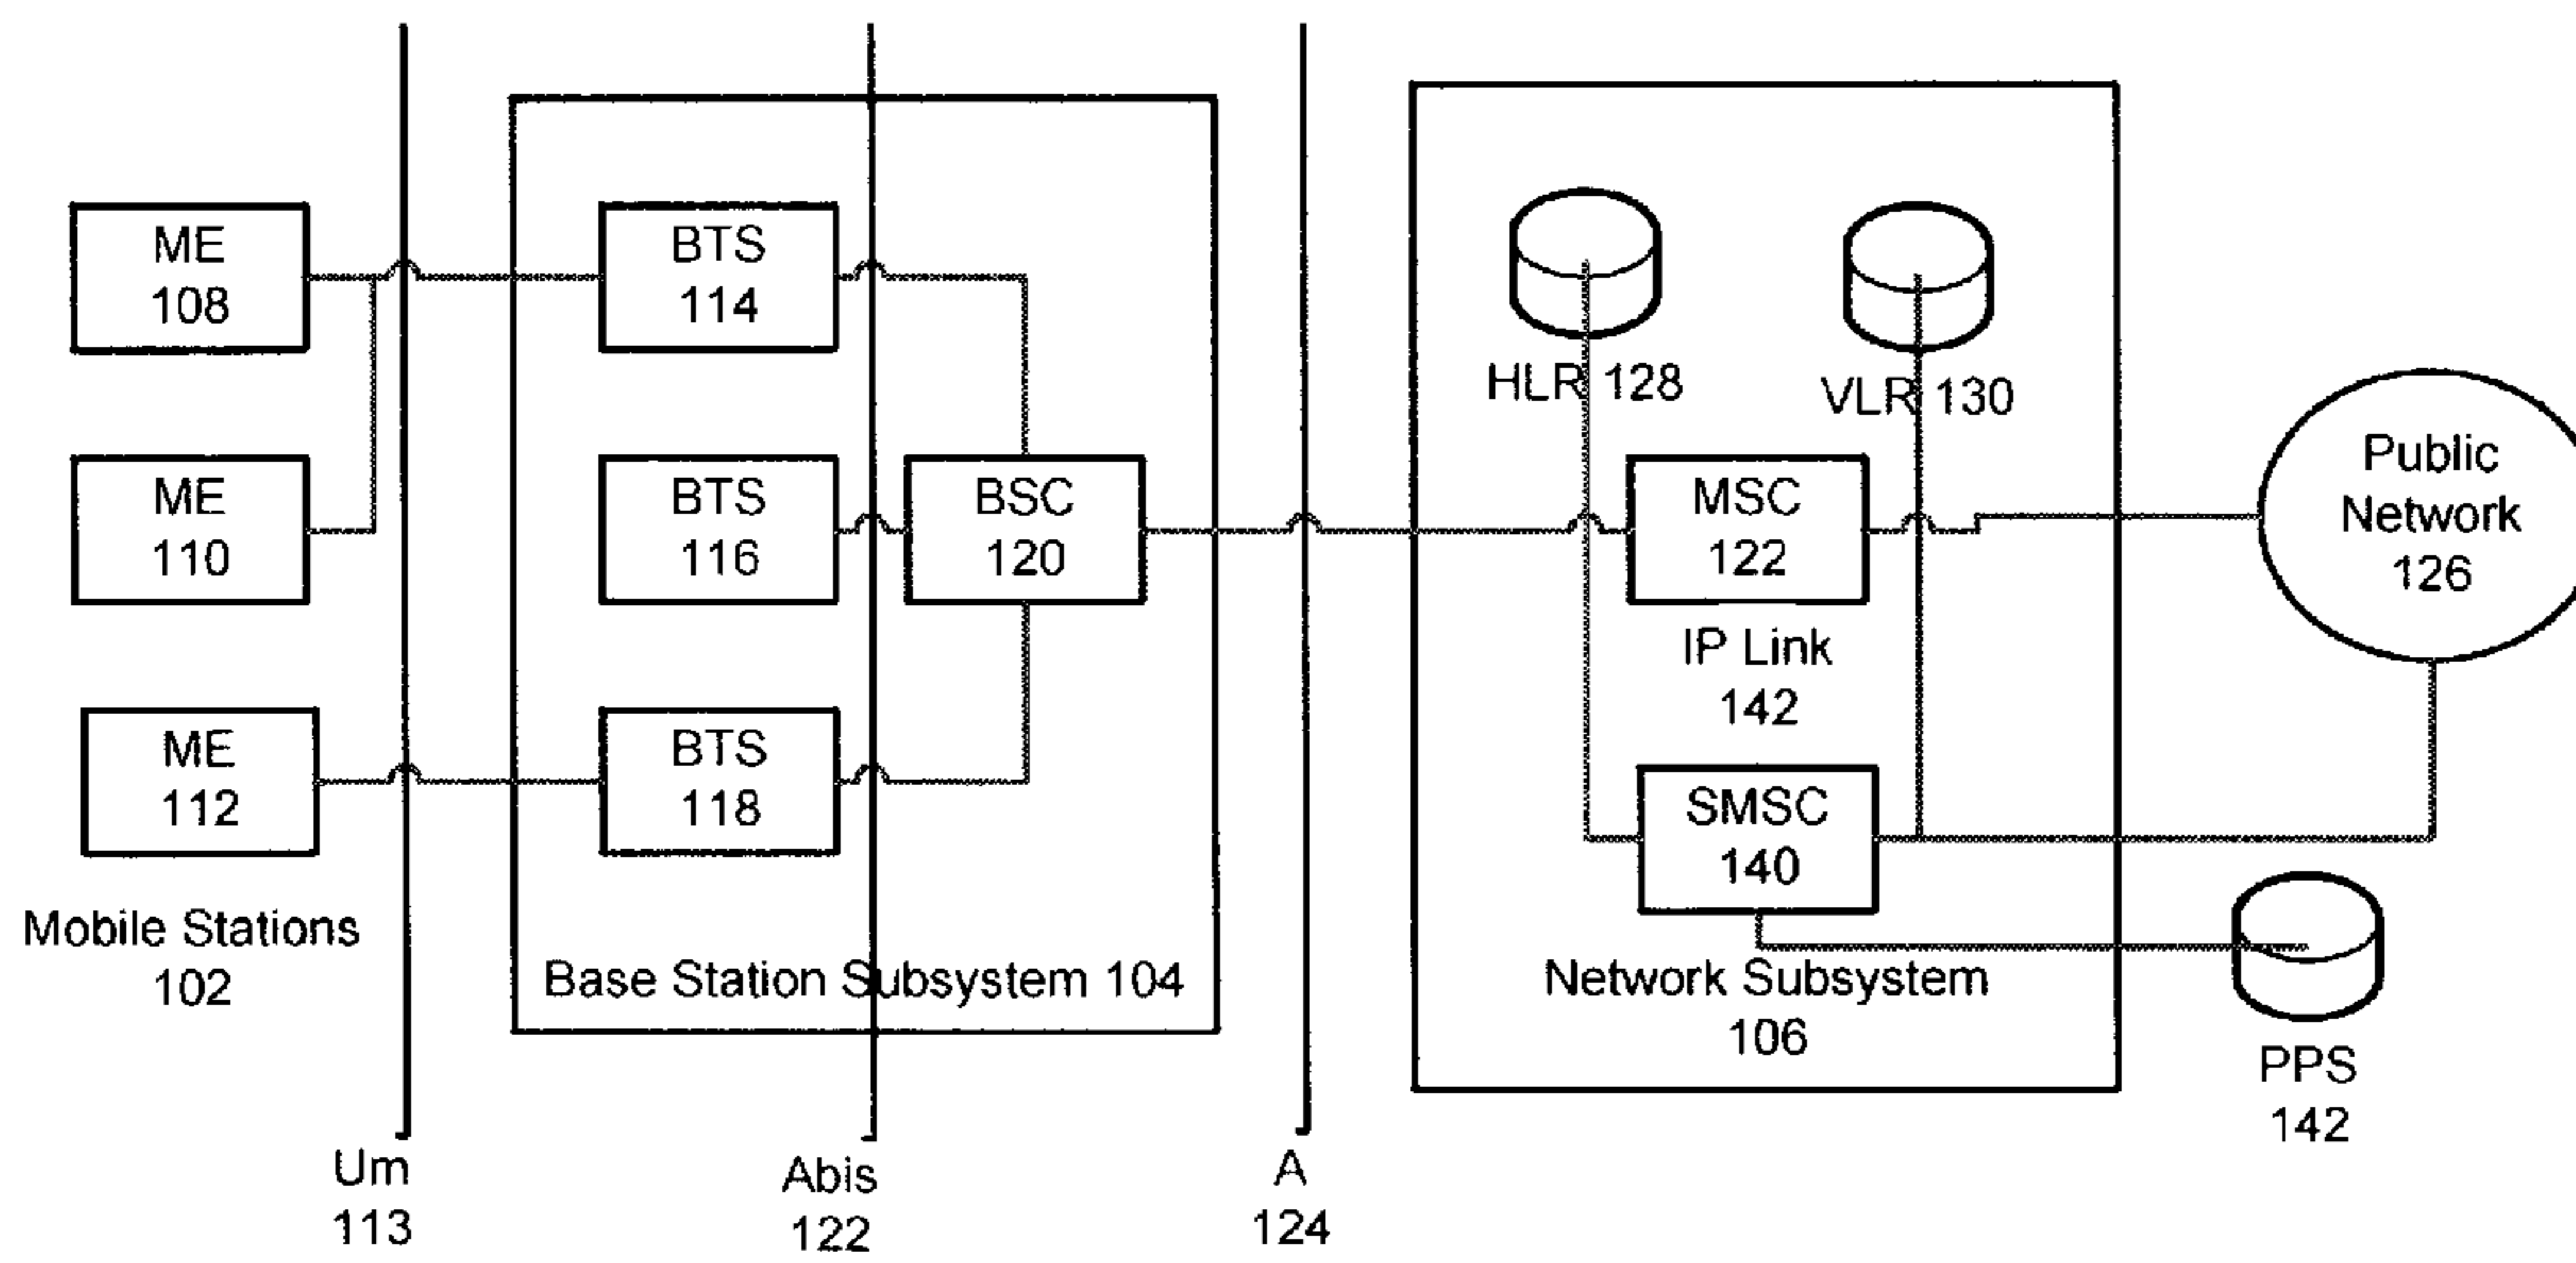 ME
108
BTS
114
HLR 128
VLR 130
ME
110
BTS
116
BSC
120
MSC
122
Public
Network
126
IP Link
142
ME
112
BTS
118
SMSC
140
Mobile Stations
102
Base Station Subsystem 104
Network Subsystem
106
PPS
142
Um
113
Abis
122
A
124